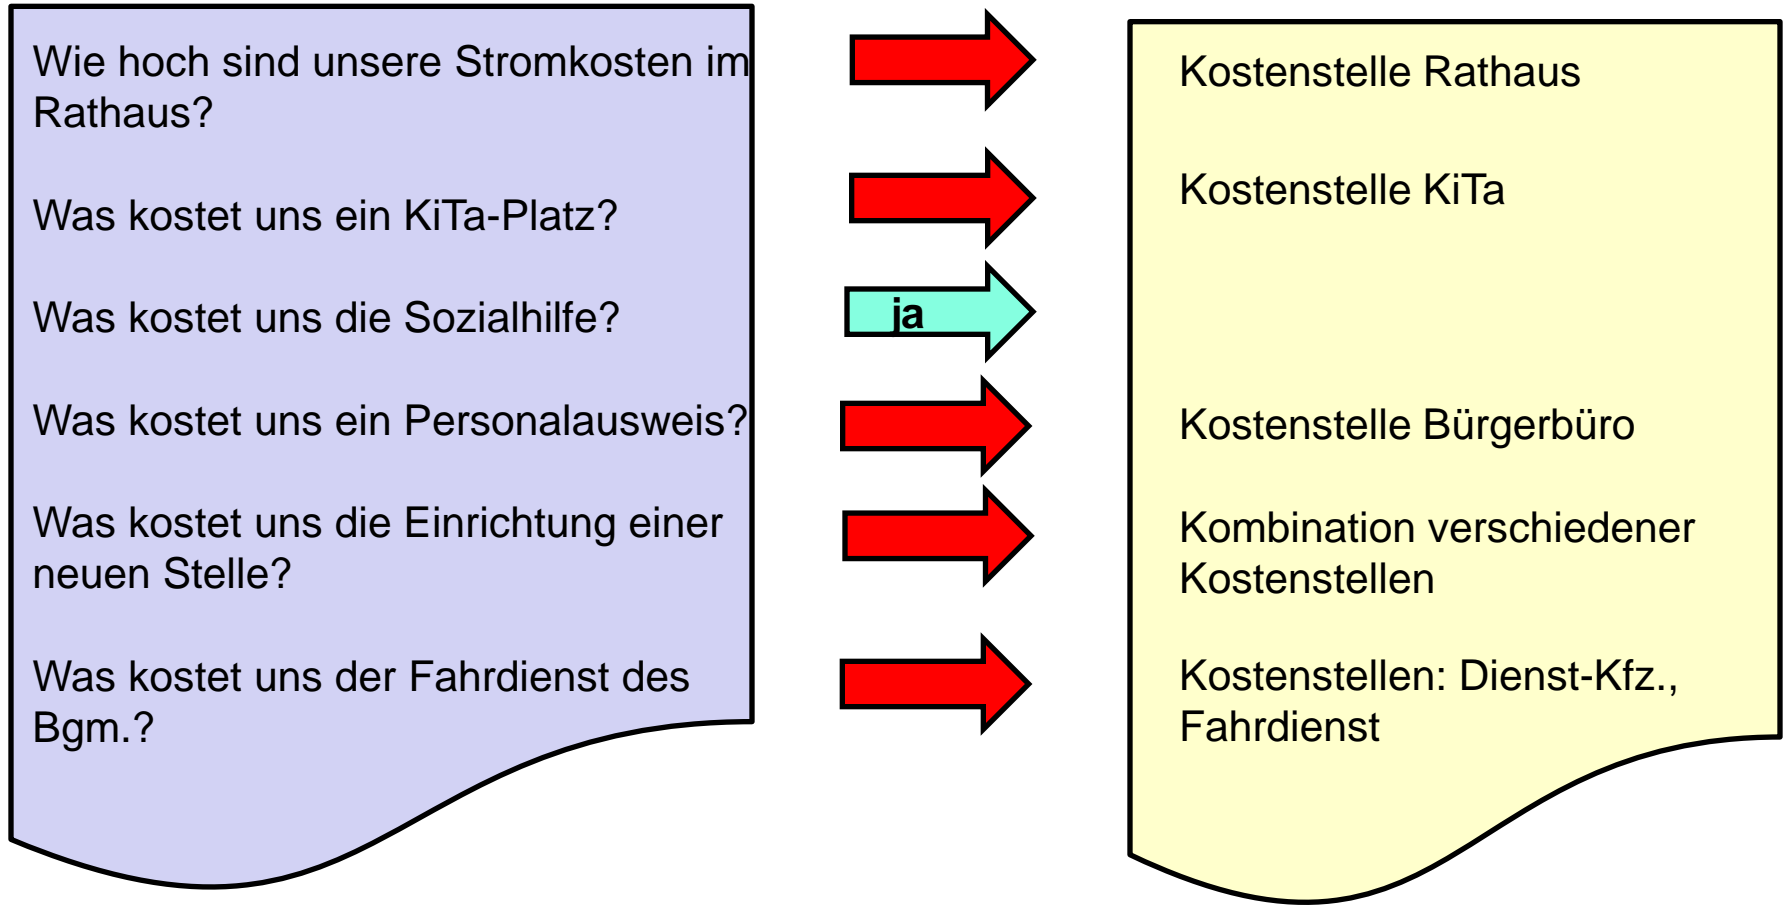 Wie hoch sind unsere Stromkosten im
Rathaus?
Was kostet uns ein KiTa-Platz?
Was kostet uns die Sozialhilfe?
Was kostet uns ein Personalausweis?
Was kostet uns die Einrichtung einer
neuen Stelle?
Was kostet uns der Fahrdienst des
Bgm.?
ja
Kostenstelle Rathaus
Kostenstelle KiTa
Kostenstelle Bürgerbüro
Kombination verschiedener
Kostenstellen
Kostenstellen: Dienst-Kfz.,
Fahrdienst